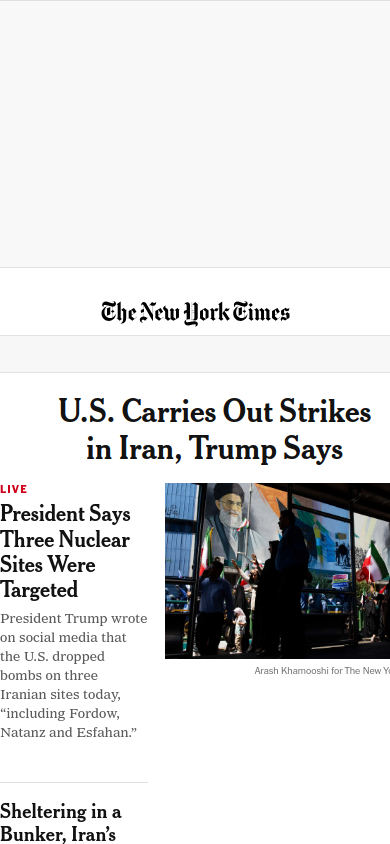 The New York Times
U.S. Carries Out Strikes
in Iran, Trump Says
LIVE
President Says
Three Nuclear
Sites Were
Targeted
President Trump wrote
on social media that
the U.S. dropped
bombs on three
Iranian sites today,
“including Fordow,
Natanz and Esfahan.”
Arash Khamooshi for The New Yo
Sheltering in a
Bunker, Iran’s